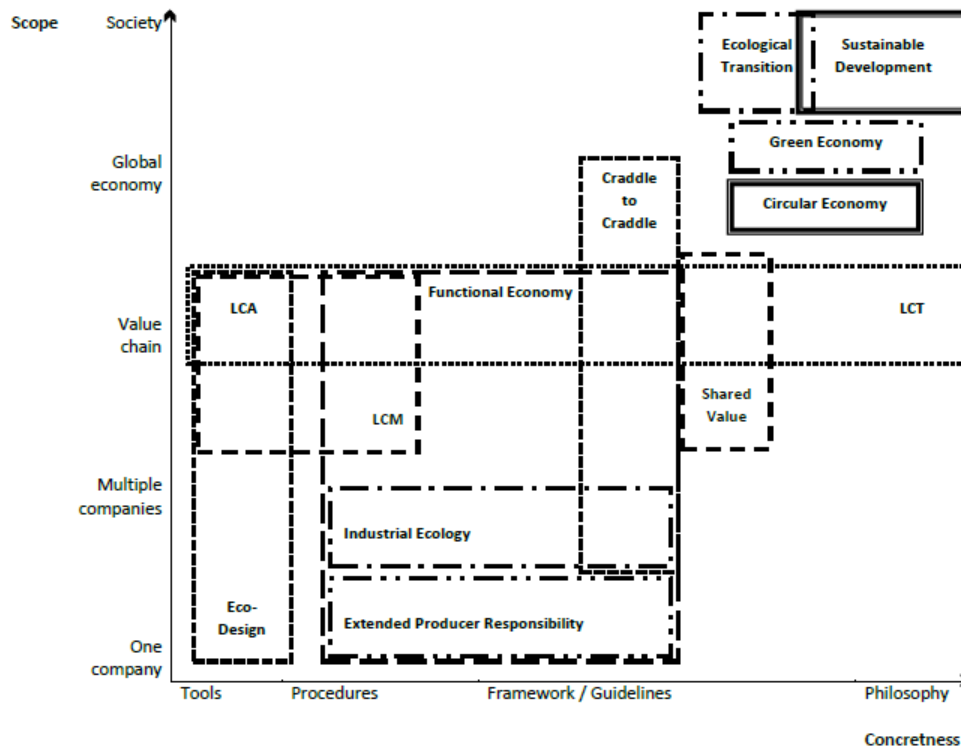 Scope
Society
Ecological
Transition
Sustainable
Development
Green Economy
Global
economy
Craddle
to
Craddle
Circular Economy
Functional Economy
LCA
LCT
Value
chain
Shared
Value
LCM
Multiple
companies
Industrial Ecology
Eco-
Design
Extended Producer Responsibility
One
company
Tools
Procedures
Framework / Guidelines
Philosophy
Concretness